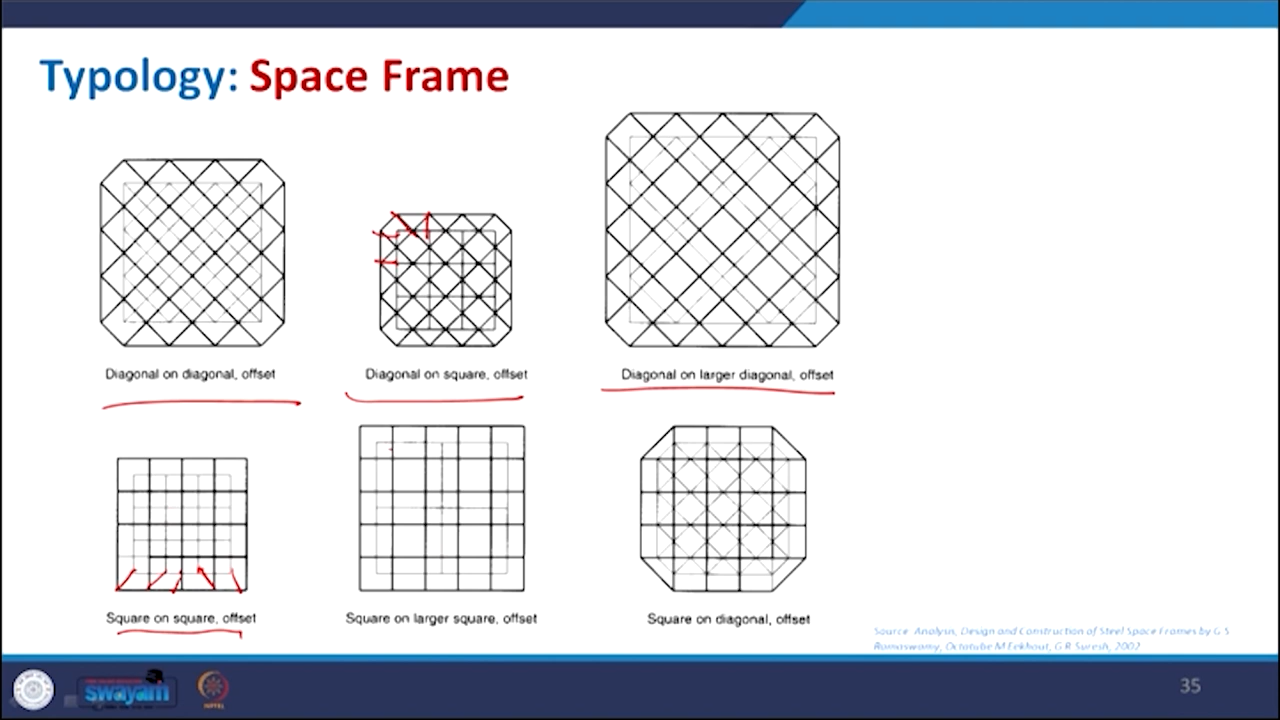 Typology: Space Frame
Diagonal on diagonal, offset
Diagonal on square, offset
Diagonal on larger diagonal, offset
Square on square, offset
Square on larger square, offset
Square on diagonal, offset
Source: Analysis, Design and Construction of Steel Space Frames by G.S
Ramaswamy, Octatube M Eekhout, G.R Suresh, 2002
swayam
35